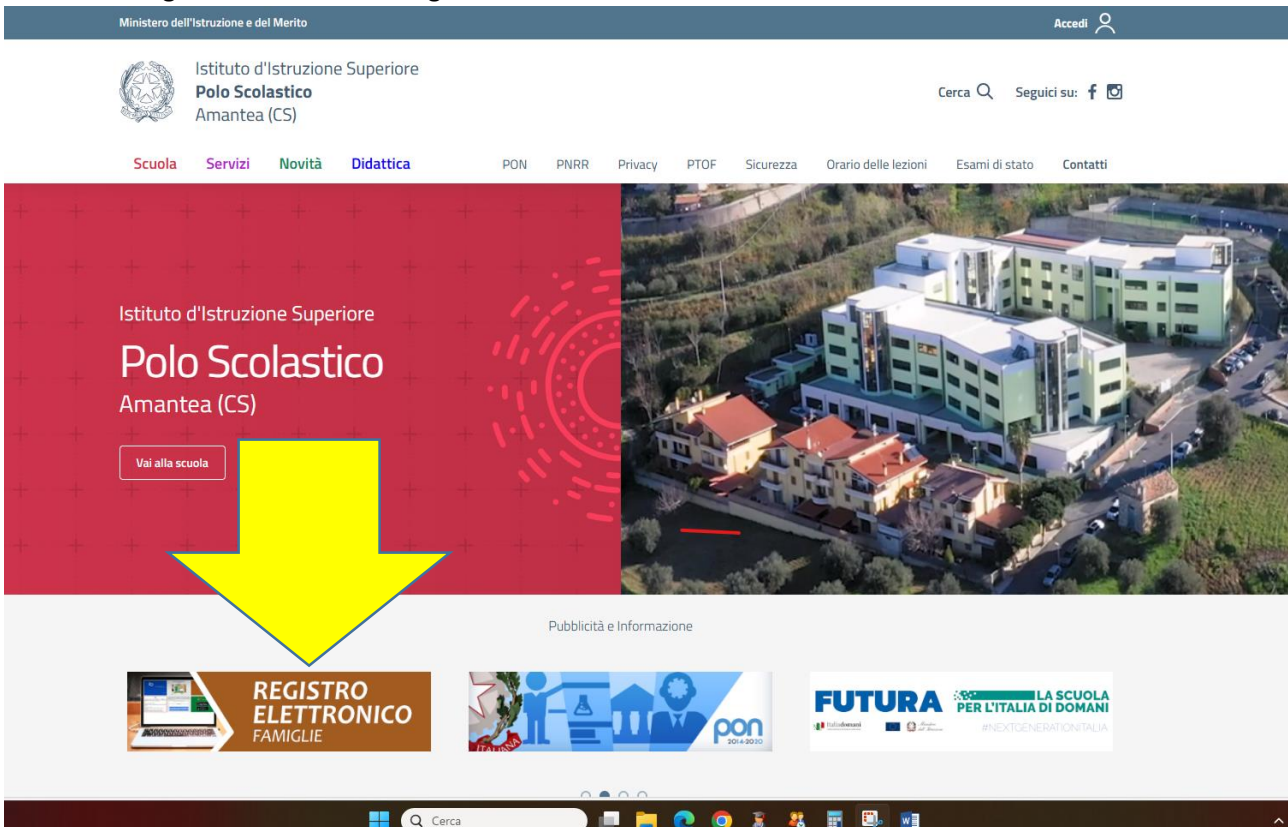 Ministero dell'Istruzione e del Merito
Accedi
Istituto d'Istruzione Superiore
Polo Scolastico
Amantea (CS)
Cerca
Seguici su:
Scuola Servizi Novità Didattica PON PNRR Privacy PTOF Sicurezza Orario delle lezioni Esami di stato Contatti
Istituto d'Istruzione Superiore
Polo Scolastico
Amantea (CS)
Vai alla scuola
Pubblicità e Informazione
REGISTRO
ELETTRONICO
FAMIGLIE
ITALIANA
pon
2014-2020
FUTURA
LA SCUOLA
PER L'ITALIA DI DOMANI
Italiadomani
#NEXTGENERATIONITALIA
Cerca